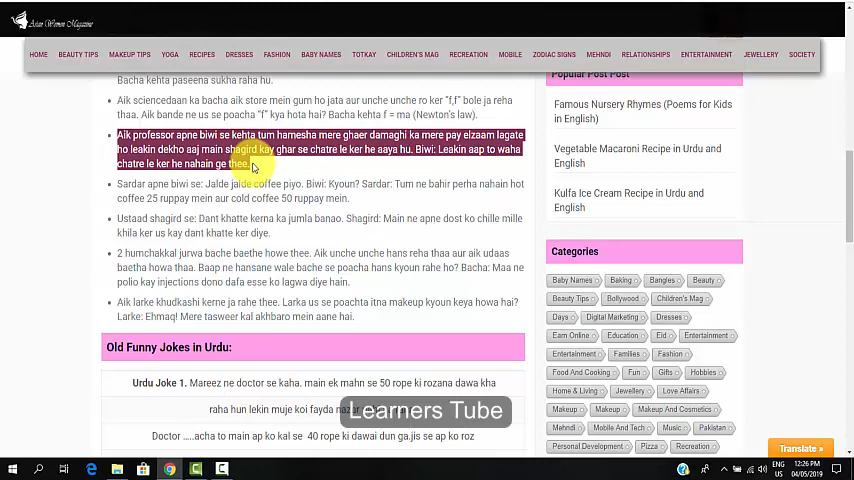 Asian Women Magazine
HOME BEAUTY TIPS MAKEUP TIPS YOGA RECIPES DRESSES FASHION BABY NAMES TOTKAY CHILDREN'S MAG RECREATION MOBILE ZODIAC SIGNS MEHNDI RELATIONSHIPS ENTERTAINMENT JEWELLERY SOCIETY
Bacha kehta paseena sukha raha hu.
Aik sciencedaan ka bacha aik store mein gum ho jata aur unche unche ro ker "f,f" bole ja reha
thaa. Aik bande ne us se poacha "f" kya hota hai? Bacha kehta f = ma (Newton's law).
Aik professor apne biwi se kehta tum hamesha mere ghaer damaghi ka mere pay elzaam lagate
ho leakin dekho aaj main shagird kay ghar se chatre le ker he aaya hu. Biwi: Leakin aap to waha
chatre le ker he nahain ge thee.
Sardar apne biwi se: Jalde jalde coffee piyo. Biwi: Kyoun? Sardar: Tum ne bahir perha nahain hot
coffee 25 ruppay mein aur cold coffee 50 ruppay mein.
Ustaad shagird se: Dant khatte kerna ka jumla banao. Shagird: Main ne apne dost ko chille mille
khila ker us kay dant khatte ker diye.
2 humchakkal jurwa bache baethe howe thee. Aik unche unche hans reha thaa aur aik udaas
baetha howa thaa. Baap ne hansane wale bache se poacha hans kyoun rahe ho? Bacha: Maa ne
polio kay injections dono dafa esse ko lagwa diye hain.
Aik larke khudkashi kerne ja rahe thee. Larka us se poachta itna makeup kyoun keya howa hai?
Larke: Ehmaq! Mere tasweer kal akhbaro mein aane hai.
Old Funny Jokes in Urdu:
Urdu Joke 1. Mareez ne doctor se kaha. main ek mahn se 50 rope ki rozana dawa kha
raha hun lekin muje koi fayda
Learners Tube
Doctor .....acha to main ap ko kal se 40 rope ki dawai dun ga.jis se ap ko roz
Popular Post Post
Famous Nursery Rhymes (Poems for Kids
in English)
Vegetable Macaroni Recipe in Urdu and
English
Kulfa Ice Cream Recipe in Urdu and
English
Categories
Baby Names Baking Bangles Beauty
Beauty Tips Bollywood Children's Mag
Days Digital Marketing Dresses
Earn Online Education Eid Entertainment
Entertainment Families Fashion
Food And Cooking Fun Gifts Hobbies
Home & Living Jewellery Love Affairs
Makeup Makeup Makeup And Cosmetics
Mehndi Mobile And Tech Music Pakistan
Personal Development Pizza Recreation
Translate »
ENG
US
12:26 PM
04/05/2019